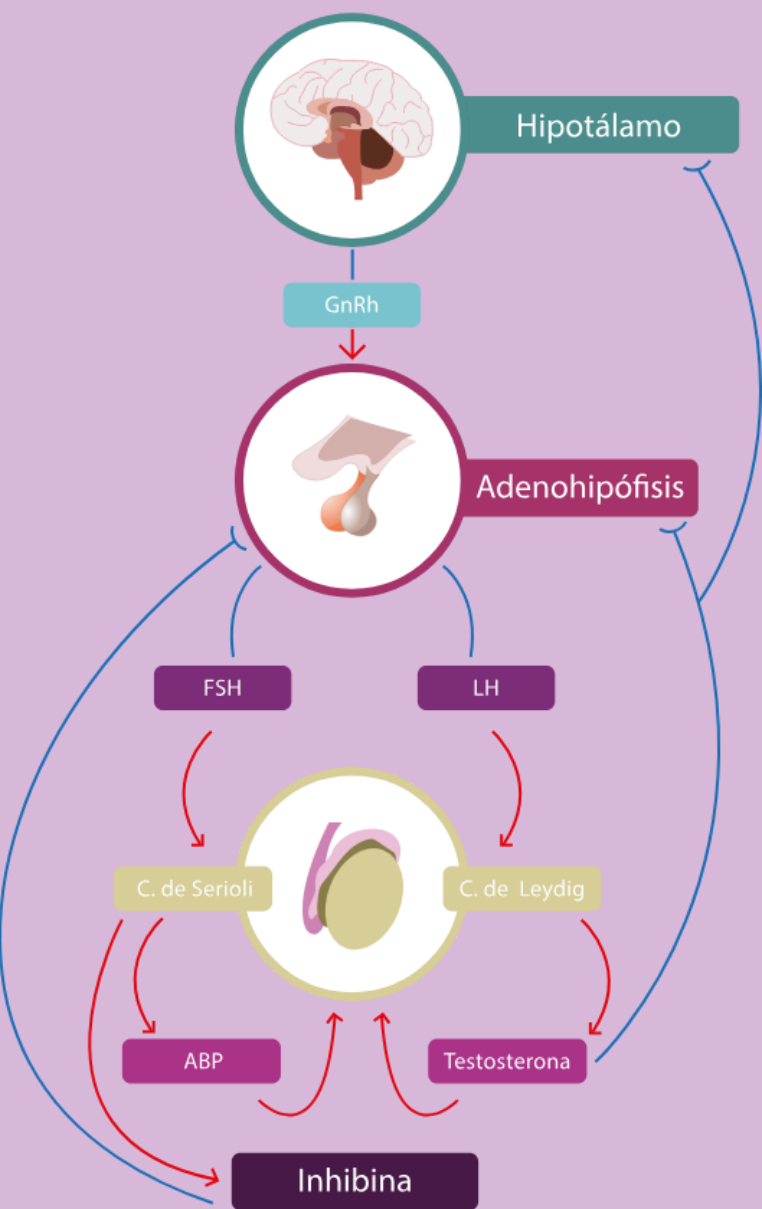 Hipotálamo
GnRh
Adenohipófisis
FSH
LH
C. de Serioli
C. de Leydig
ABP
Testosterona
Inhibina